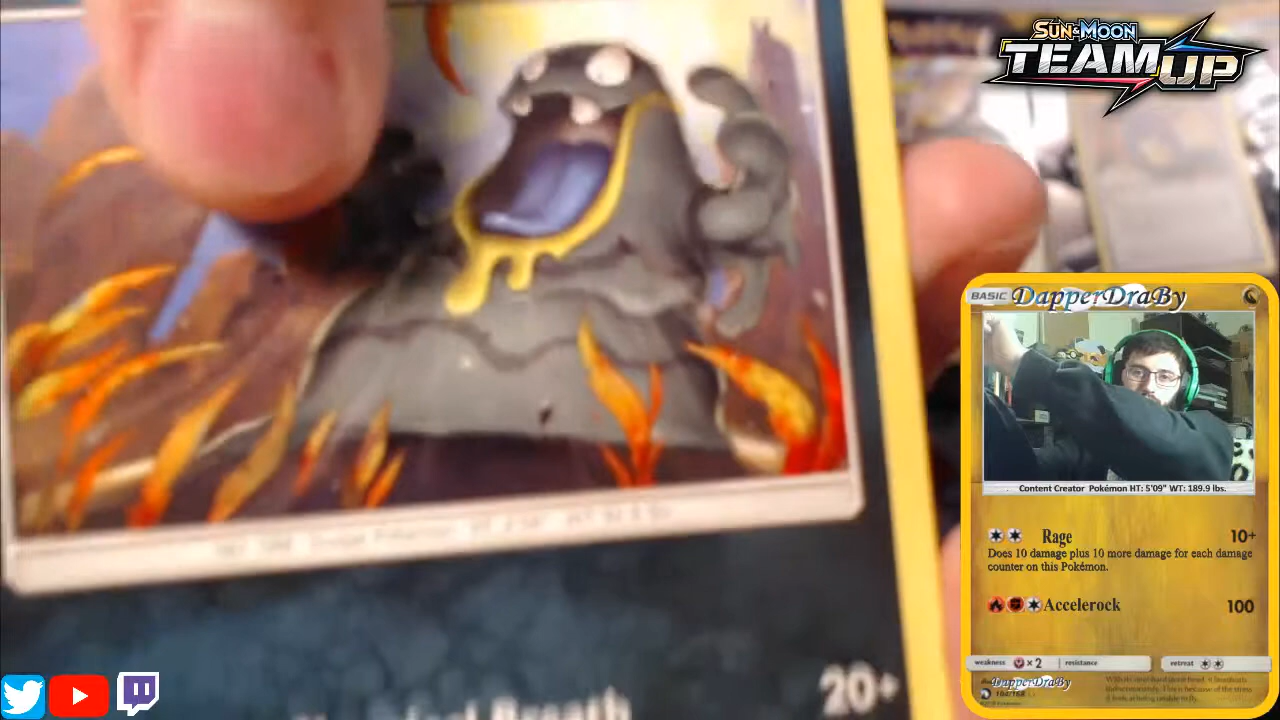 SUN & MOON
TEAM UP
BASIC DapperDraBy
Content Creator Pokémon HT: 5'09" WT: 189.9 lbs.
Rage 10+
Does 10 damage plus 10 more damage for each damage
counter on this Pokémon.
Accelerock 100
weakness × 2 resistance retreat
DapperDraBy
104/168
20+